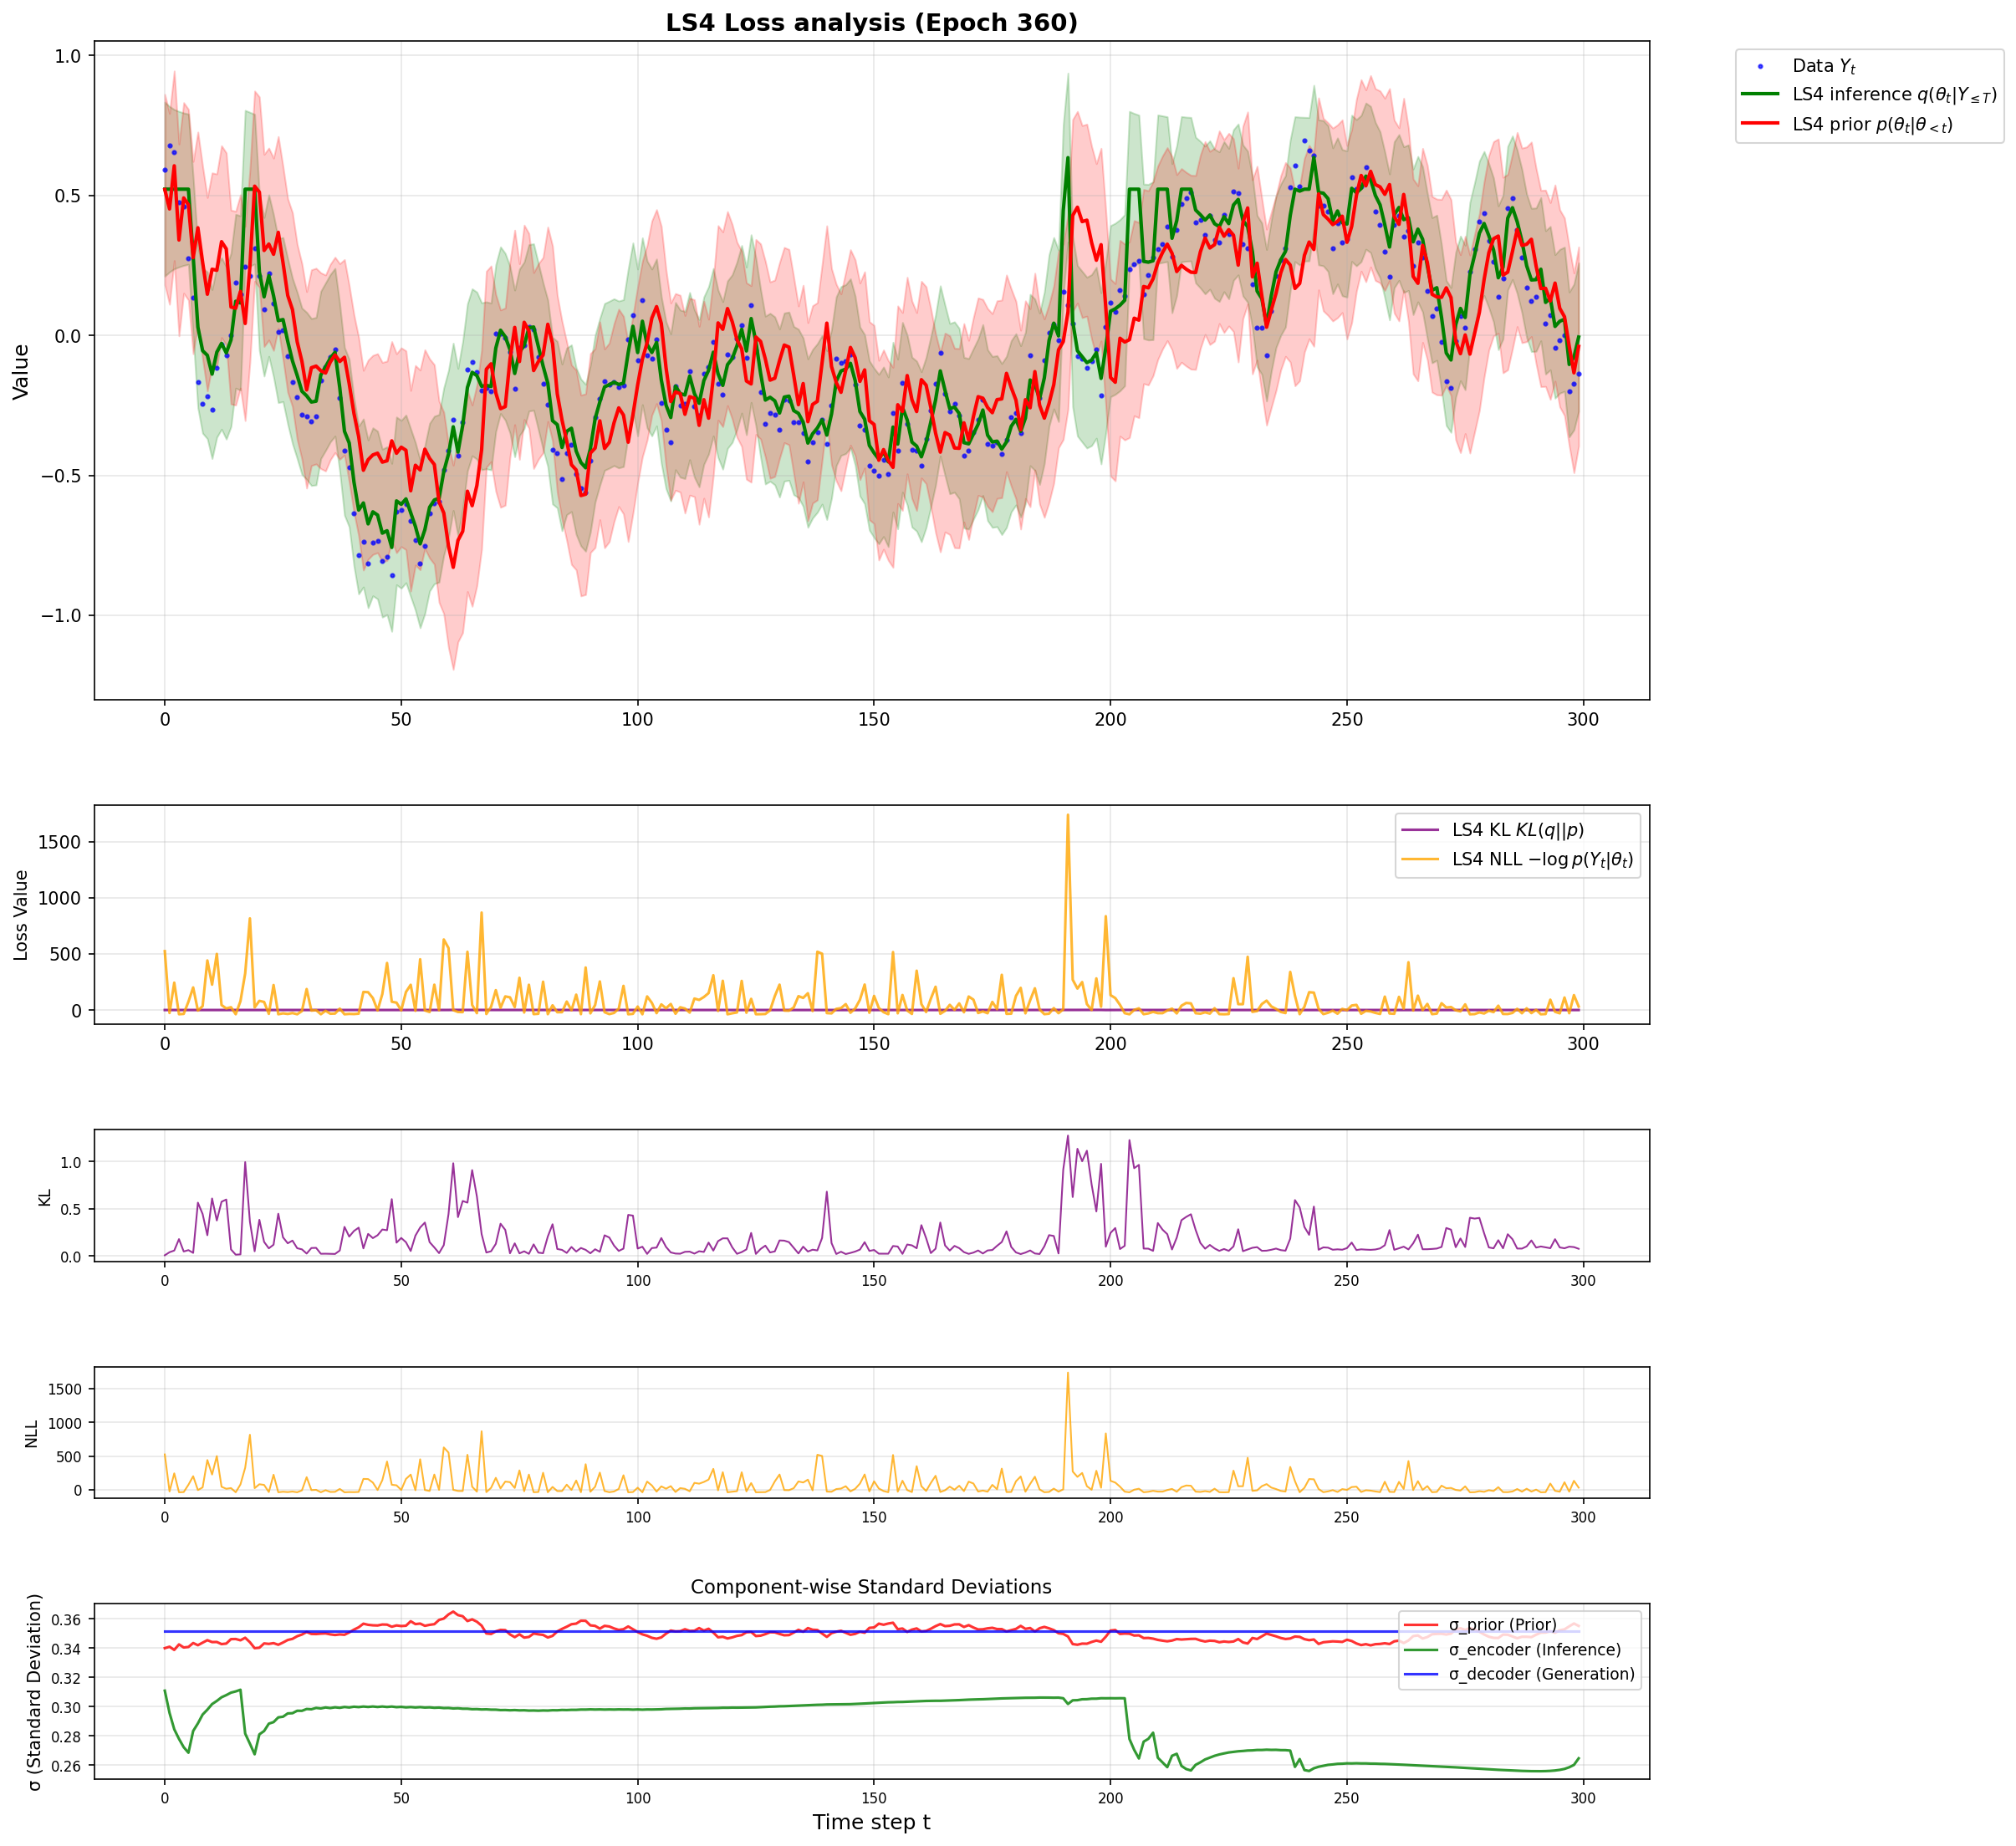 LS4 Loss analysis (Epoch 360)
Value
1.0
0.5
0.0
−0.5
−1.0
0 50 100 150 200 250 300
Data Y_t
LS4 inference q(θ_t|Y_{≤T})
LS4 prior p(θ_t|θ_{<t})
Loss Value
1500
1000
500
0
0 50 100 150 200 250 300
LS4 KL KL(q||p)
LS4 NLL −log p(Y_t|θ_t)
KL
1.0
0.5
0.0
0 50 100 150 200 250 300
NLL
1500
1000
500
0
0 50 100 150 200 250 300
Component-wise Standard Deviations
σ (Standard Deviation)
0.36
0.34
0.32
0.30
0.28
0.26
σ_prior (Prior)
σ_encoder (Inference)
σ_decoder (Generation)
0 50 100 150 200 250 300
Time step t